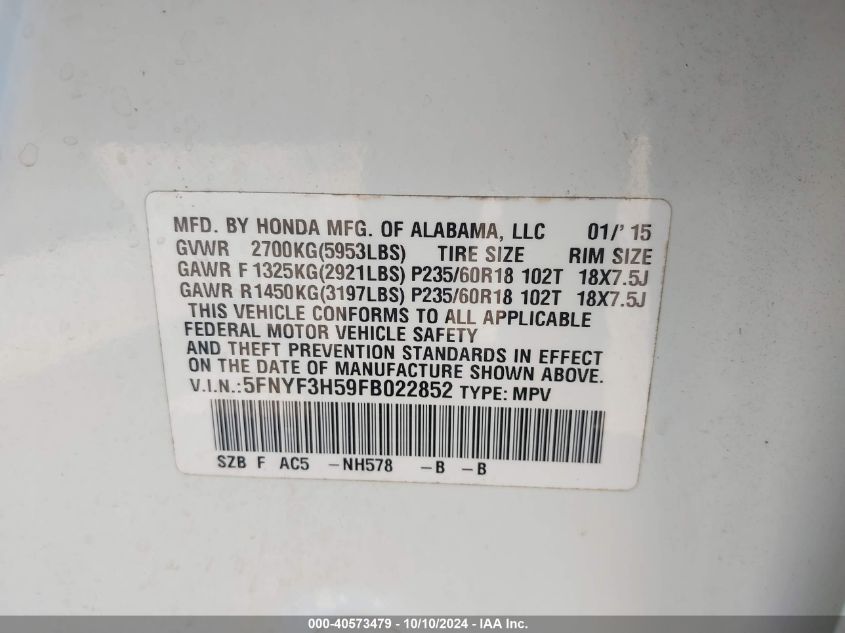 MFD. BY HONDA MFG. OF ALABAMA, LLC 01/' 15
GVWR 2700KG(5953LBS) TIRE SIZE RIM SIZE
GAWR F 1325KG(2921LBS) P235/60R18 102T 18X7.5J
GAWR R1450KG(3197LBS) P235/60R18 102T 18X7.5J
THIS VEHICLE CONFORMS TO ALL APPLICABLE
FEDERAL MOTOR VEHICLE SAFETY
AND THEFT PREVENTION STANDARDS IN EFFECT
ON THE DATE OF MANUFACTURE SHOWN ABOVE.
V.I.N.:5FNYF3H59FB022852 TYPE: MPV
SZB F AC5 -NH578 -B -B
000-40573479 - 10/10/2024 - IAA Inc.